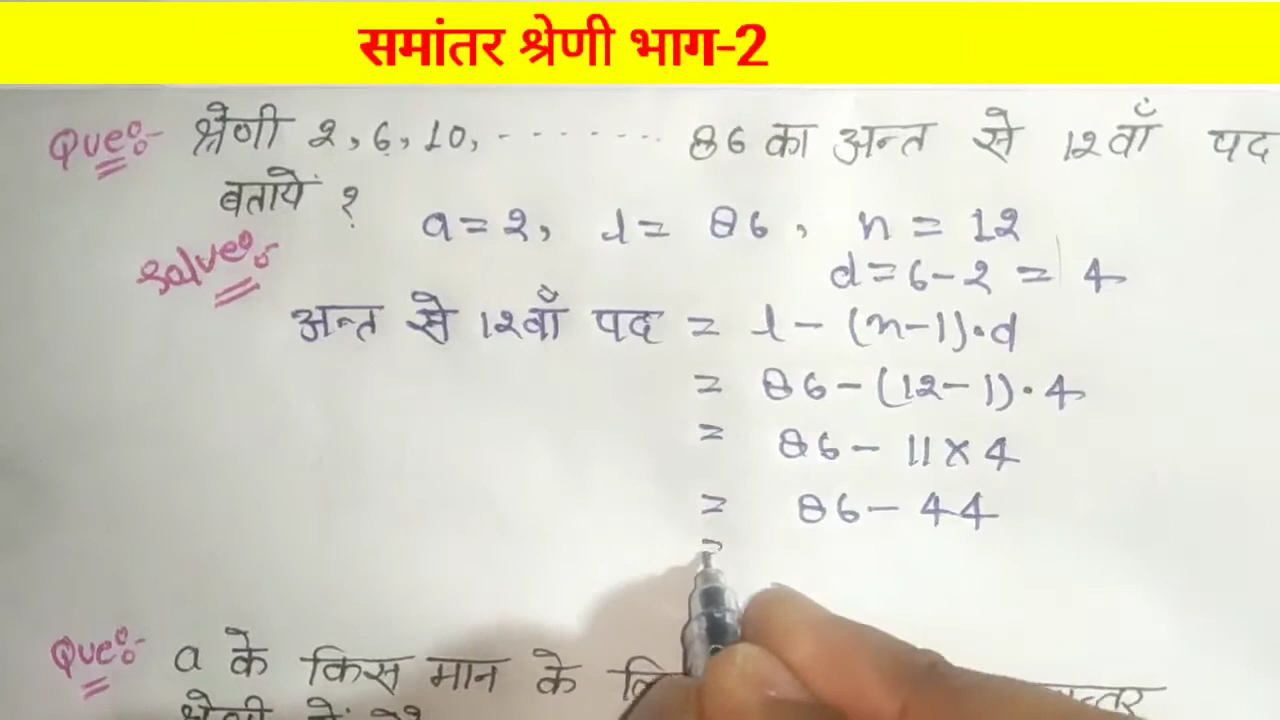 समांतर श्रेणी भाग-2
Que:- श्रेणी 2, 6, 10, - - - - - - - - 86 का अन्त से 12वाँ पद
बतायें ?
a = 2, l = 86, n = 12
Solve:-
d = 6 - 2 = 4
अन्त से 12वाँ पद = l - (n-1)·d
= 86 - (12-1)·4
= 86 - 11 × 4
= 86 - 44
=
Que:- a के किस मान के
श्रेणी में